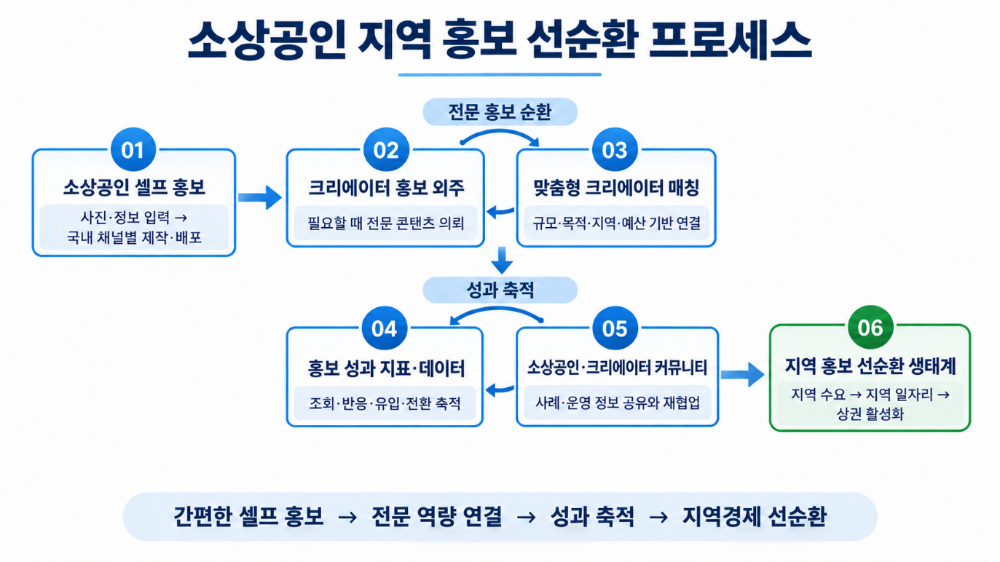 소상공인 지역 홍보 선순환 프로세스
전문 홍보 순환
01
소상공인 셀프 홍보
사진·정보 입력 →
국내 채널별 제작·배포
02
크리에이터 홍보 외주
필요할 때 전문 콘텐츠 의뢰
03
맞춤형 크리에이터 매칭
규모·목적·지역·예산 기반 연결
성과 축적
04
홍보 성과 지표·데이터
조회·반응·유입·전환 축적
05
소상공인·크리에이터 커뮤니티
사례·운영 정보 공유와 재협업
06
지역 홍보 선순환 생태계
지역 수요 → 지역 일자리 →
상권 활성화
간편한 셀프 홍보 → 전문 역량 연결 → 성과 축적 → 지역경제 선순환